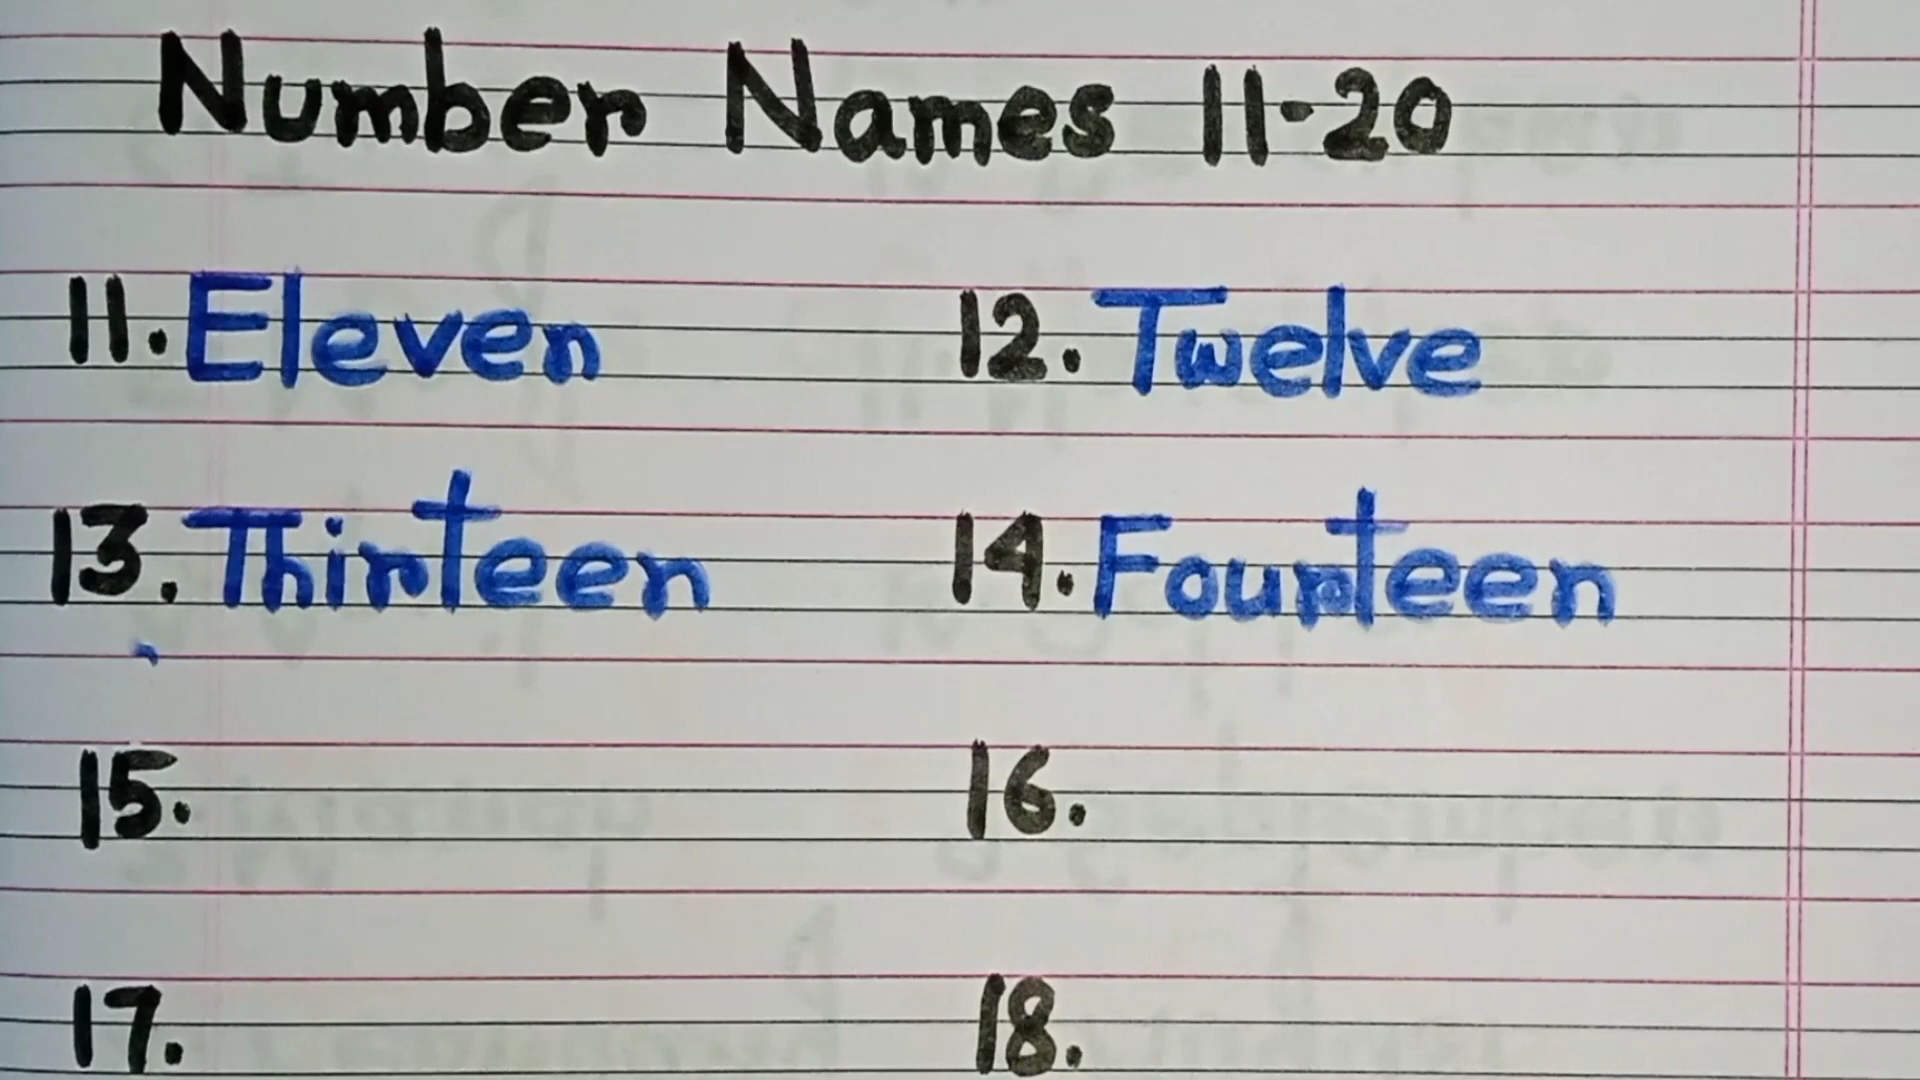 Number Names 11-20
11. Eleven 12. Twelve
13. Thirteen 14. Fourteen
15. 16.
17. 18.